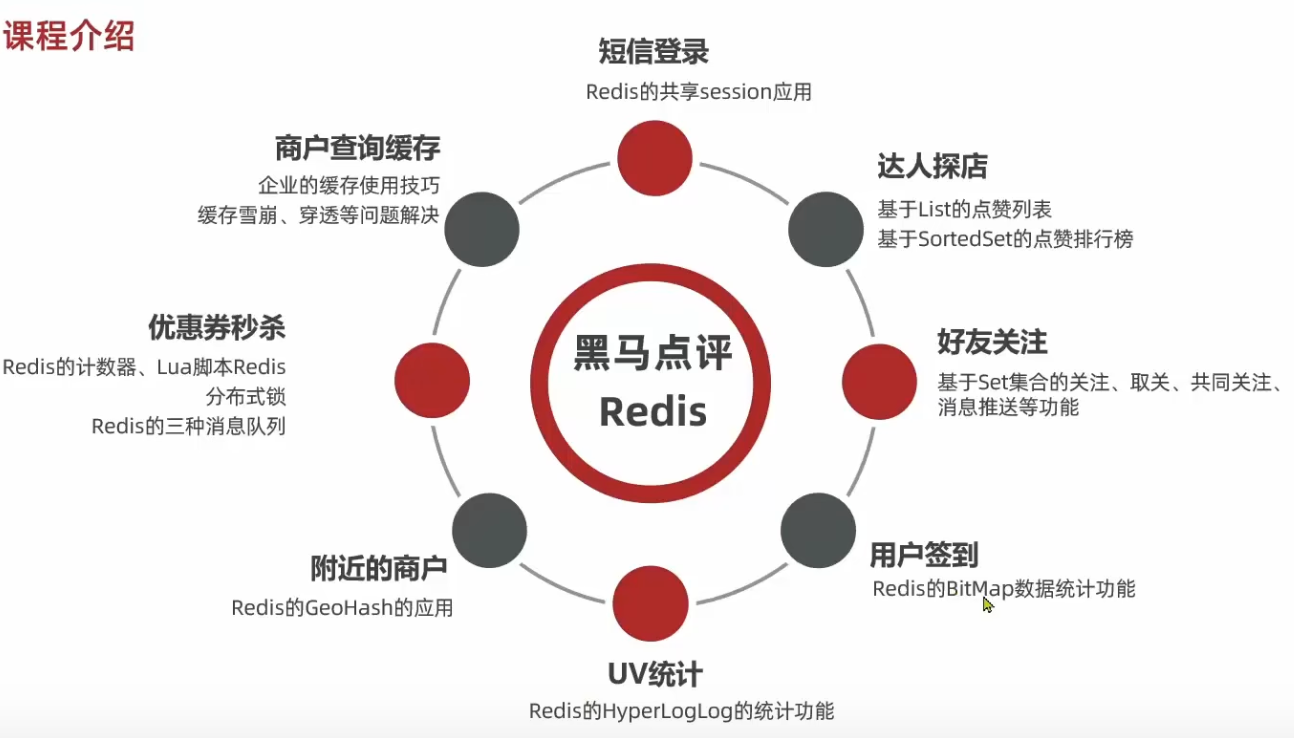 课程介绍
短信登录
Redis的共享session应用
商户查询缓存
企业的缓存使用技巧
缓存雪崩、穿透等问题解决
达人探店
基于List的点赞列表
基于SortedSet的点赞排行榜
优惠券秒杀
Redis的计数器、Lua脚本Redis
分布式锁
Redis的三种消息队列
黑马点评
Redis
好友关注
基于Set集合的关注、取关、共同关注、
消息推送等功能
附近的商户
Redis的GeoHash的应用
用户签到
Redis的BitMap数据统计功能
UV统计
Redis的HyperLogLog的统计功能